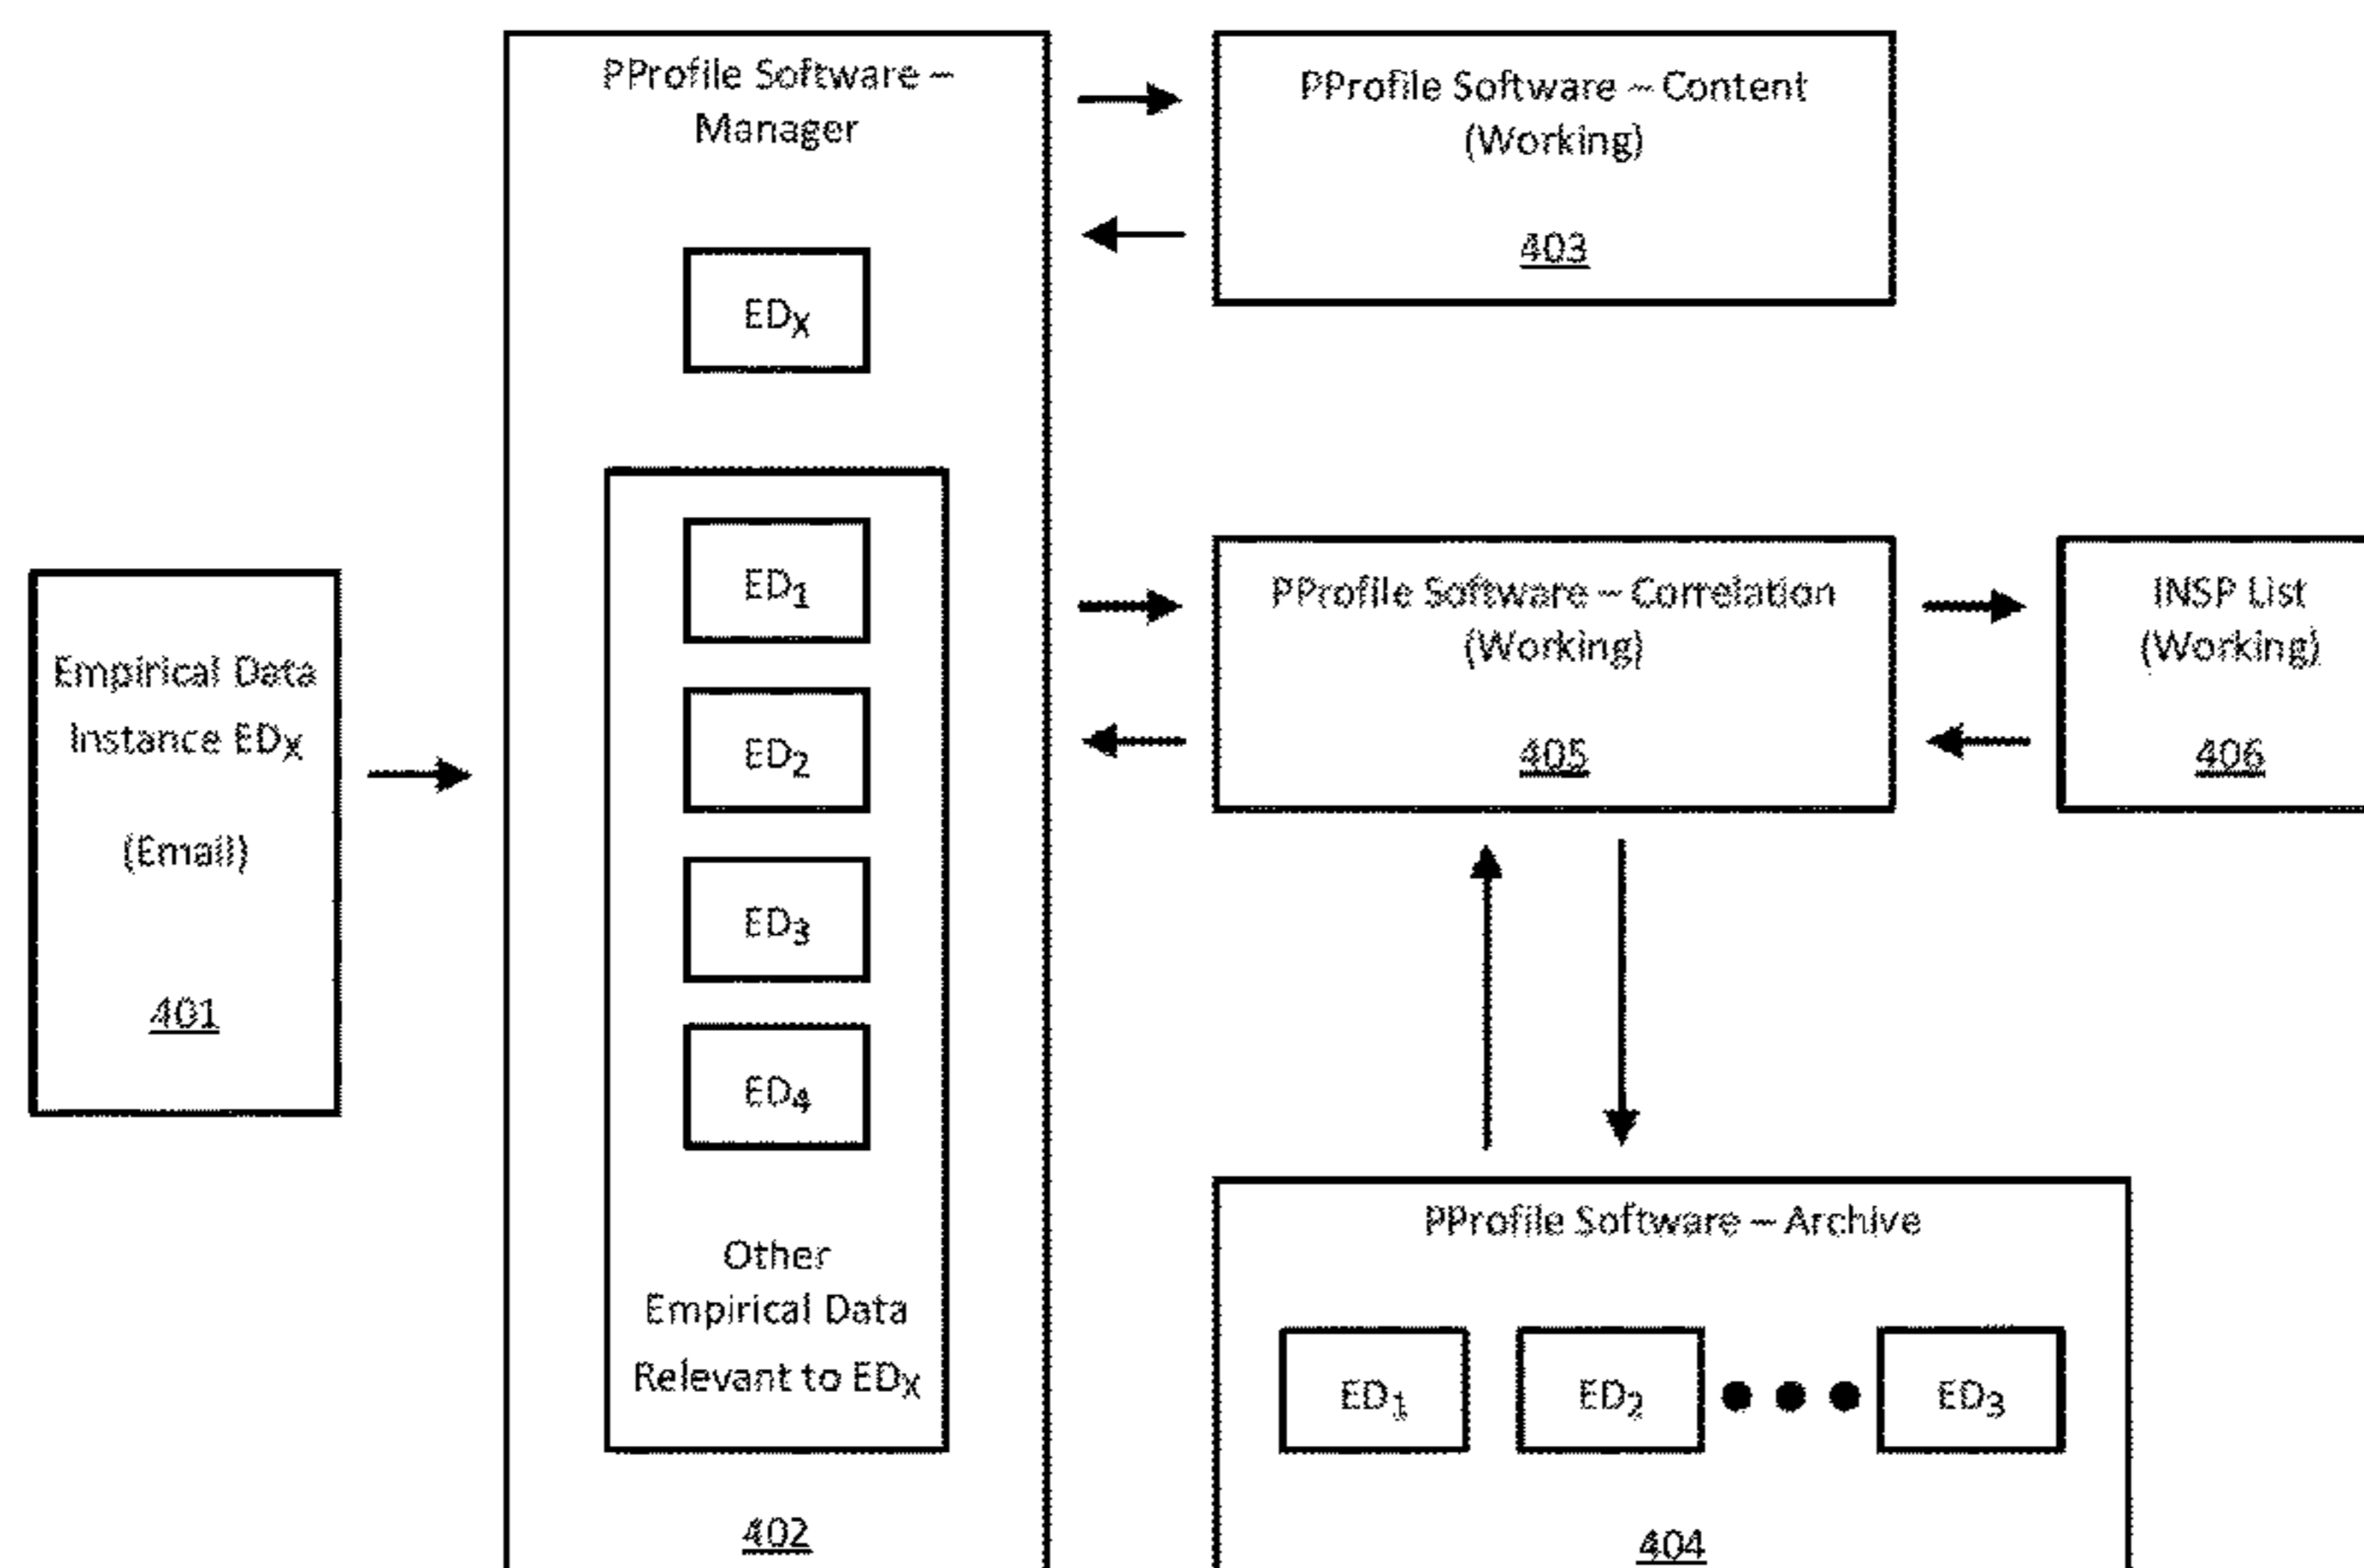 Empirical Data
Instance EDX
(Email)
401
PProfile Software –
Manager
EDX
ED1
ED2
ED3
ED4
Other
Empirical Data
Relevant to EDX
402
PProfile Software – Content
(Working)
403
PProfile Software – Correlation
(Working)
405
INSP List
(Working)
406
PProfile Software – Archive
ED1
ED2
ED3
404